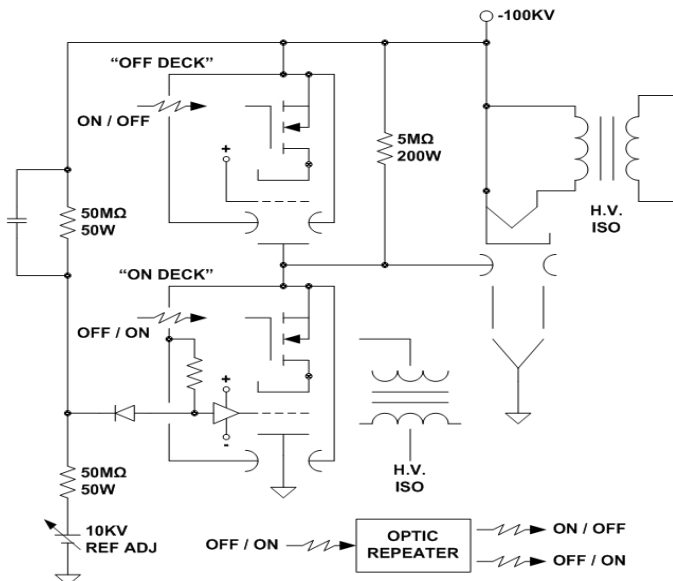 -100KV
"OFF DECK"
ON / OFF
+
5MΩ
200W
50MΩ
50W
H.V.
ISO
"ON DECK"
OFF / ON
+
-
H.V.
ISO
50MΩ
50W
10KV
REF ADJ
OFF / ON
OPTIC
REPEATER
ON / OFF
OFF / ON